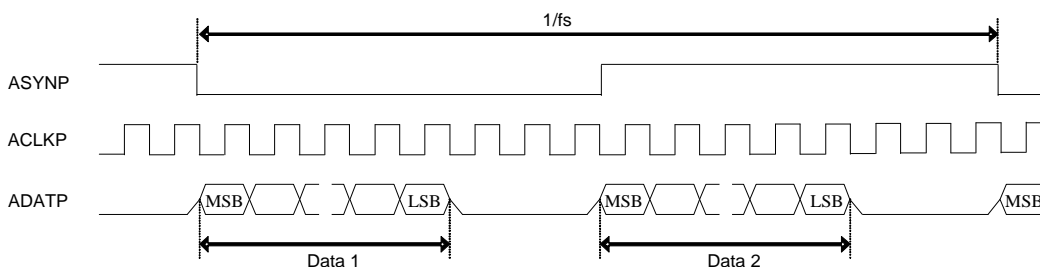 1/fs
ASYNP
ACLKP
ADATP MSB LSB MSB LSB MSB
Data 1 Data 2